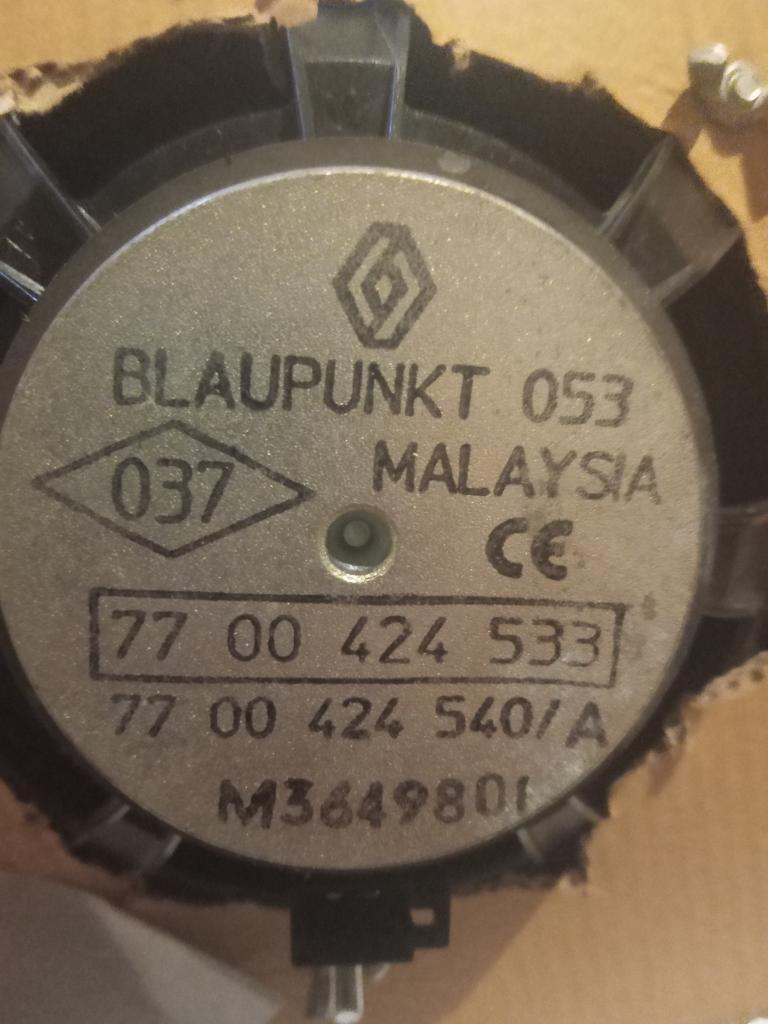 BLAUPUNKT 053
037
MALAYSIA
CE
77 00 424 533
77 00 424 540/A
M3649801